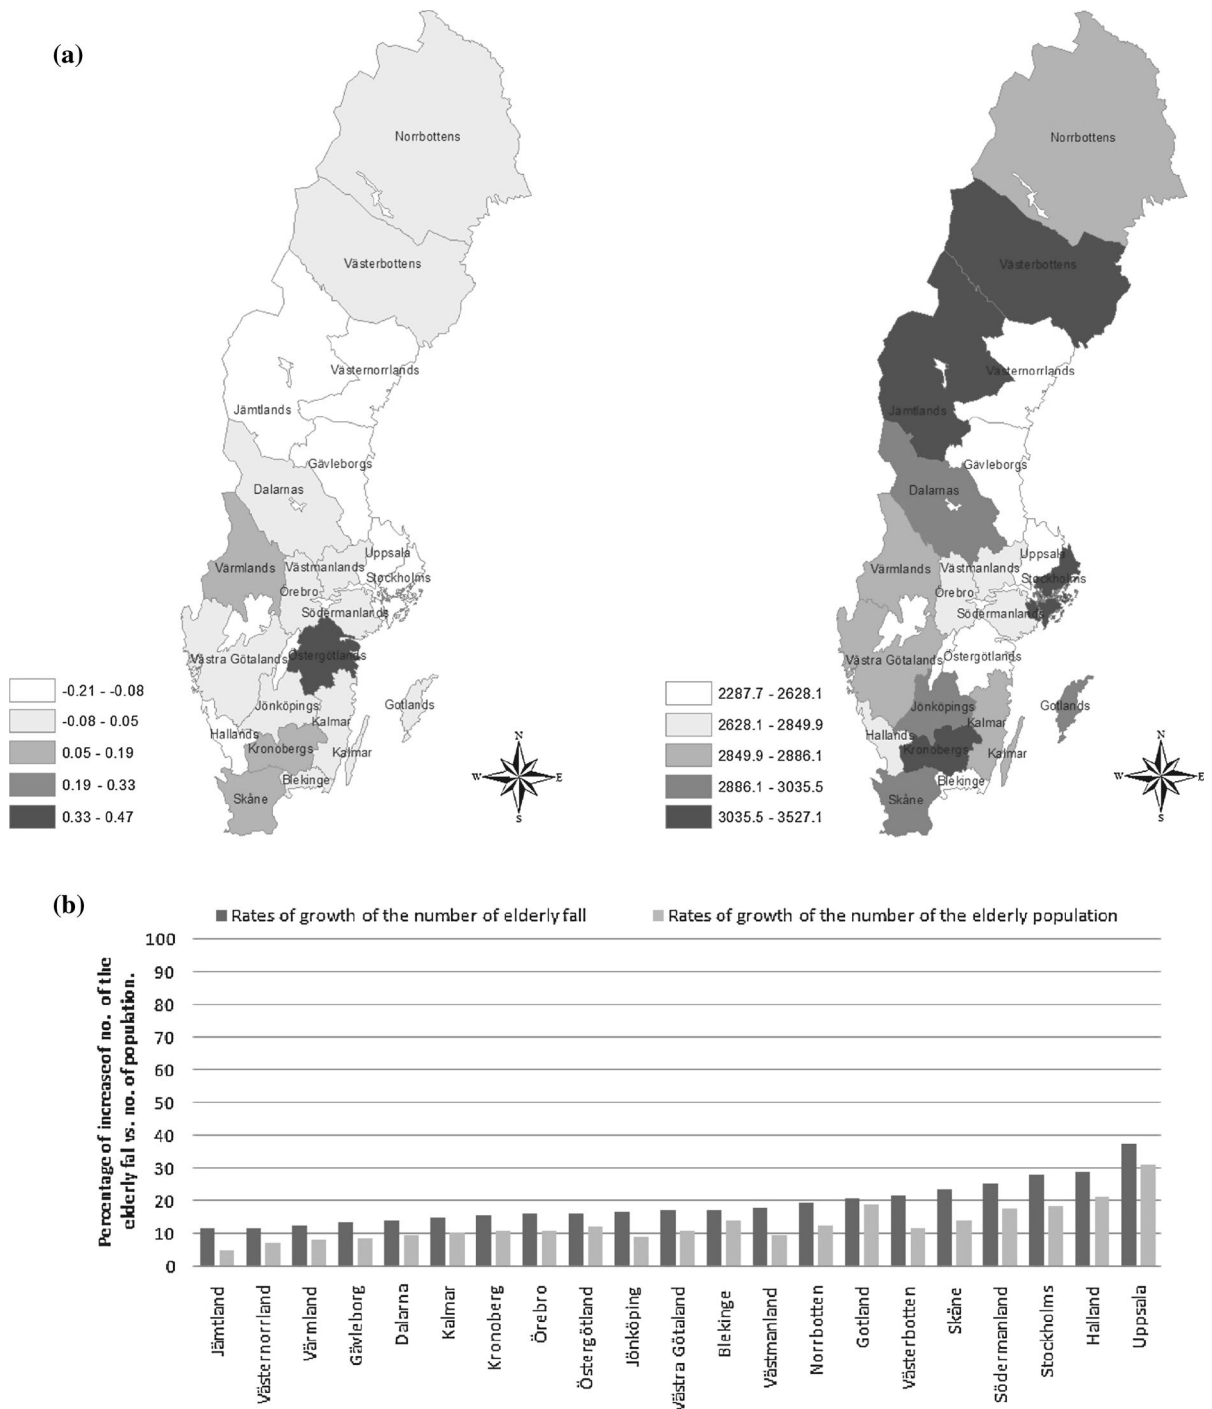 (a)
Norrbottens
Västerbottens
Västernorrlands
Jämtlands
Gävleborgs
Dalarnas
Uppsala
Värmlands
Västmanlands
Stockholms
Örebro
Södermanlands
Västra Götalands
Östergötlands
Jönköpings
Gotlands
Kalmar
Hallands
Kronobergs
Kalmar
Blekinge
Skåne
-0.21 - -0.08
-0.08 - 0.05
0.05 - 0.19
0.19 - 0.33
0.33 - 0.47
N
W E
S
Norrbottens
Västerbottens
Västernorrlands
Jämtlands
Gävleborgs
Dalarnas
Uppsala
Värmlands
Västmanlands
Stockholms
Örebro
Södermanlands
Västra Götalands
Östergötlands
Jönköpings
Gotlands
Kalmar
Hallands
Kronobergs
Kalmar
Blekinge
Skåne
2287.7 - 2628.1
2628.1 - 2849.9
2849.9 - 2886.1
2886.1 - 3035.5
3035.5 - 3527.1
N
W E
S
(b)
Rates of growth of the number of elderly fall
Rates of growth of the number of the elderly population
Percentage of increaseof no. of the
elderly fal vs. no. of population.
100
90
80
70
60
50
40
30
20
10
0
Jämtland
Västernorrland
Värmland
Gävleborg
Dalarna
Kalmar
Kronoberg
Örebro
Östergötland
Jönköping
Västra Götaland
Blekinge
Västmanland
Norrbotten
Gotland
Västerbotten
Skåne
Södermanland
Stockholms
Halland
Uppsala